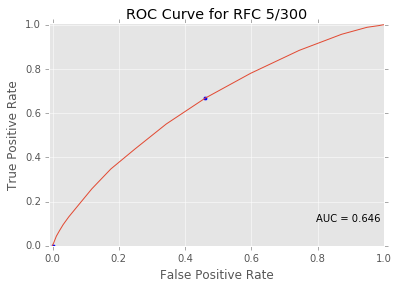 ROC Curve for RFC 5/300
True Positive Rate
1.0
0.8
0.6
0.4
0.2
0.0
AUC = 0.646
0.0 0.2 0.4 0.6 0.8 1.0
False Positive Rate